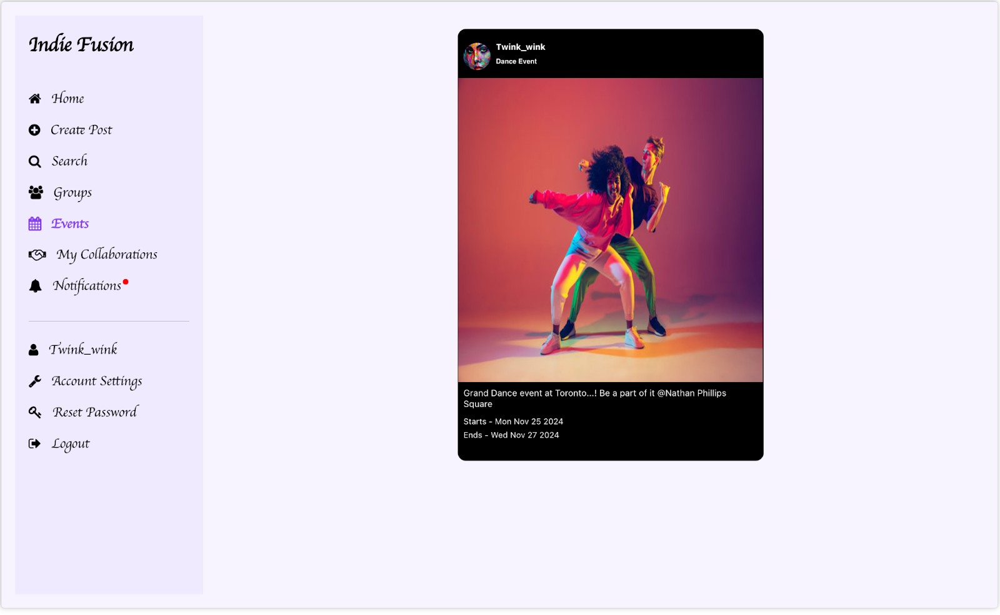 Indie Fusion
Home
Create Post
Search
Groups
Events
My Collaborations
Notifications
Twink_wink
Account Settings
Reset Password
Logout
Twink_wink
Dance Event
Grand Dance event at Toronto...! Be a part of it @Nathan Phillips
Square
Starts - Mon Nov 25 2024
Ends - Wed Nov 27 2024